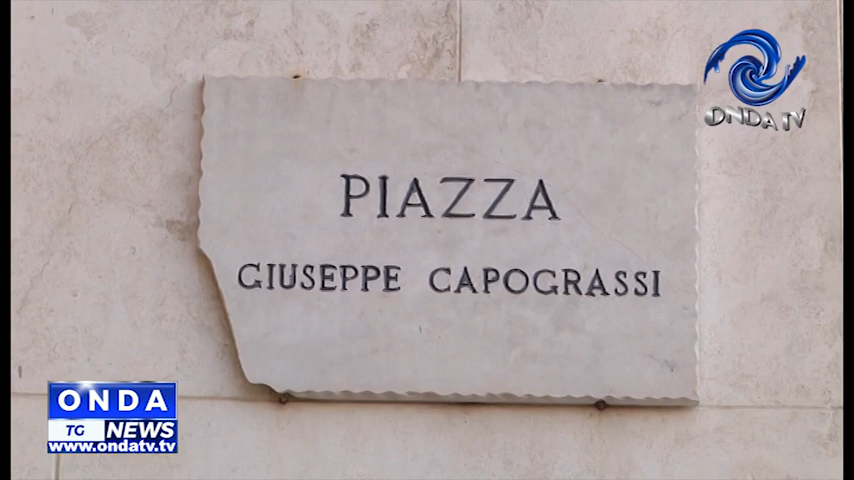 ONDA TV
PIAZZA
GIUSEPPE CAPOGRASSI
ONDA
TG NEWS
www.ondatv.tv